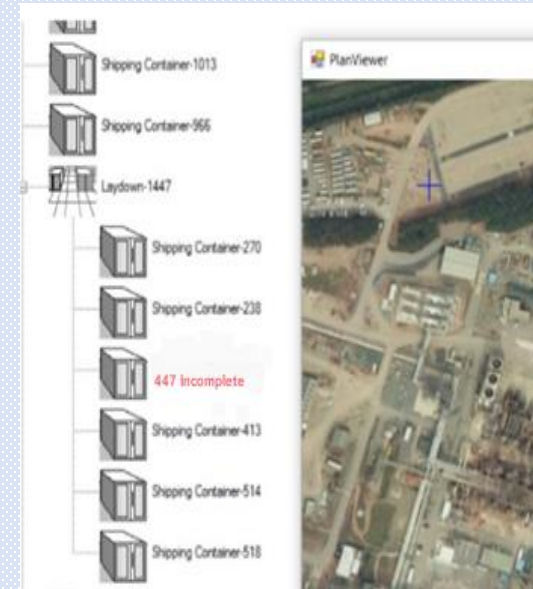 Shipping Container-1013
PlanViewer
Shipping Container-966
Laydown-1447
Shipping Container-270
Shipping Container-238
447 Incomplete
Shipping Container-413
Shipping Container-514
Shipping Container-518